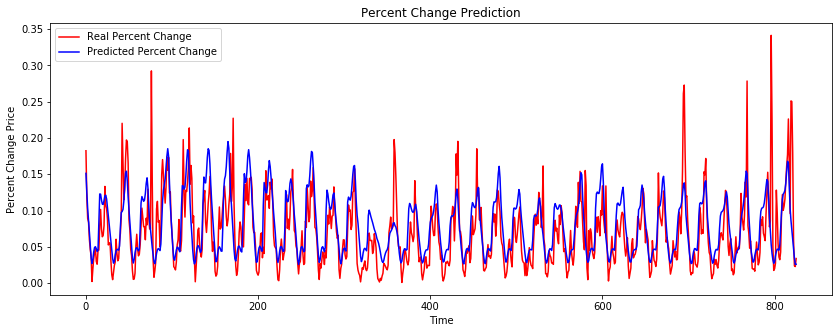 Percent Change Prediction
Real Percent Change
Predicted Percent Change
Percent Change Price
0.35
0.30
0.25
0.20
0.15
0.10
0.05
0.00
0
200
400
600
800
Time